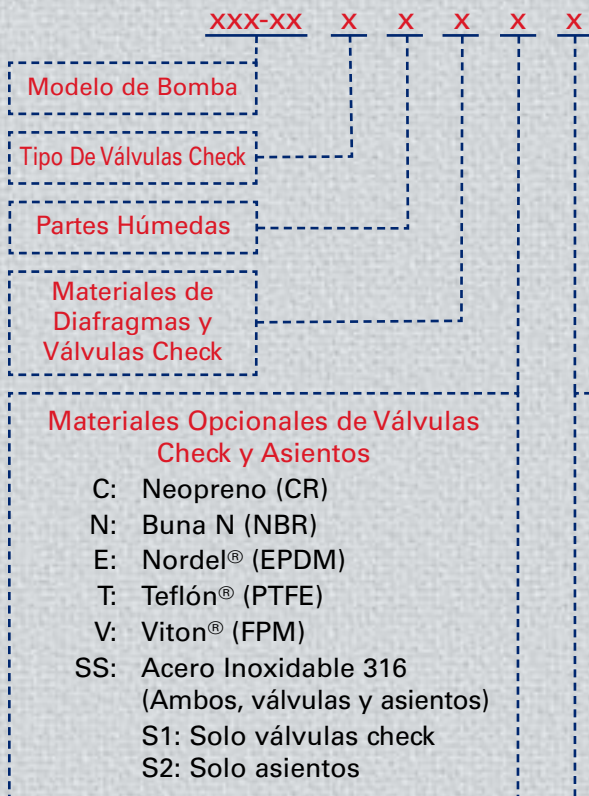 xxx-xx x x x x x
Modelo de Bomba
Tipo De Válvulas Check
Partes Húmedas
Materiales de
Diafragmas y
Válvulas Check
Materiales Opcionales de Válvulas
Check y Asientos
C: Neopreno (CR)
N: Buna N (NBR)
E: Nordel® (EPDM)
T: Teflón® (PTFE)
V: Viton® (FPM)
SS: Acero Inoxidable 316
(Ambos, válvulas y asientos)
S1: Solo válvulas check
S2: Solo asientos